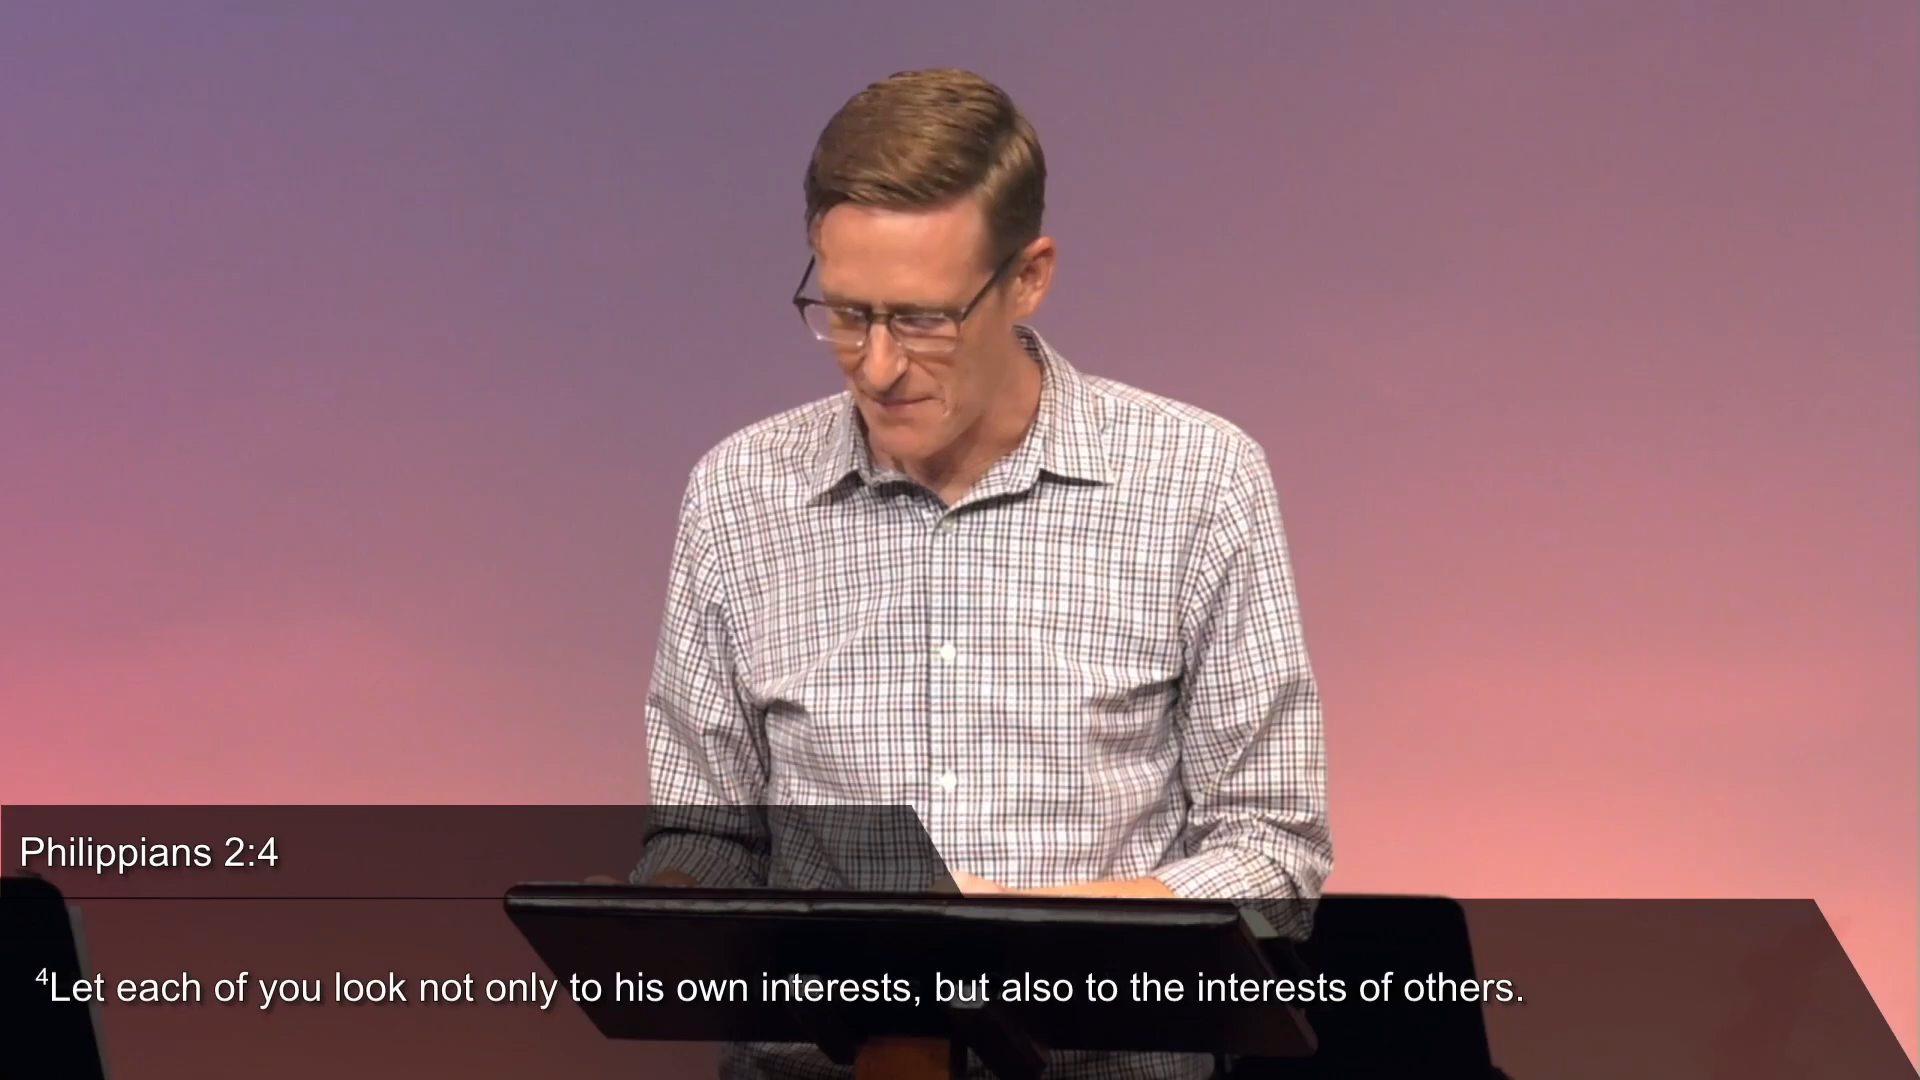 Philippians 2:4
4Let each of you look not only to his own interests, but also to the interests of others.